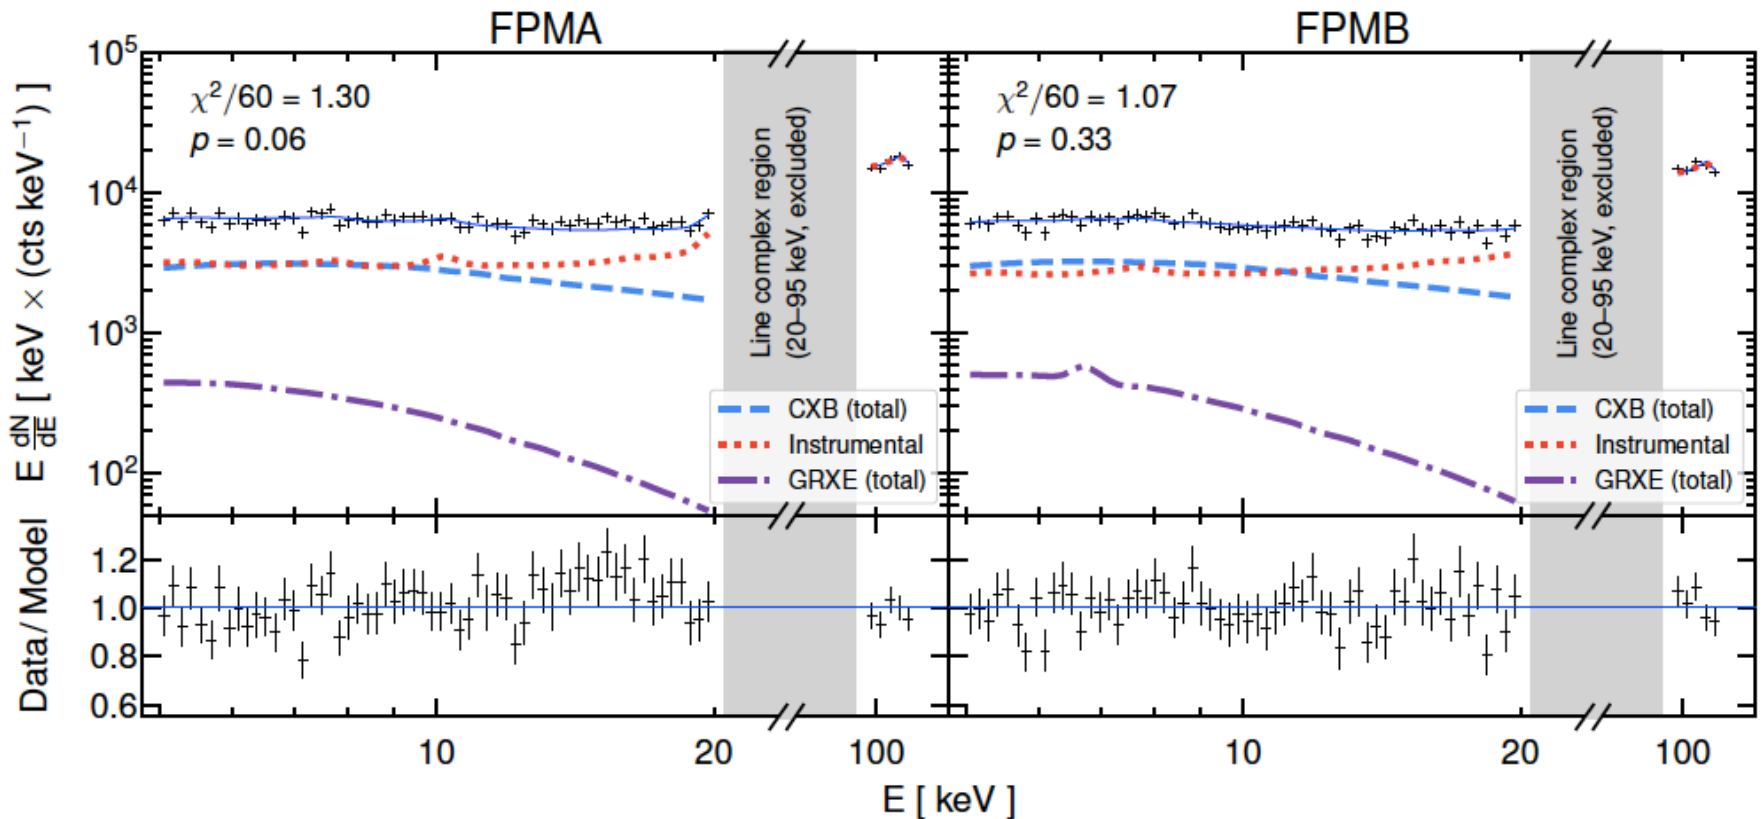 FPMA
FPMB
E dN/dE [ keV × (cts keV⁻¹) ]
10⁵
10⁴
10³
10²
χ²/60 = 1.30
p = 0.06
Line complex region
(20–95 keV, excluded)
CXB (total)
Instrumental
GRXE (total)
χ²/60 = 1.07
p = 0.33
Line complex region
(20–95 keV, excluded)
CXB (total)
Instrumental
GRXE (total)
Data/Model
1.2
1.0
0.8
0.6
10 20 100 10 20 100
E [ keV ]